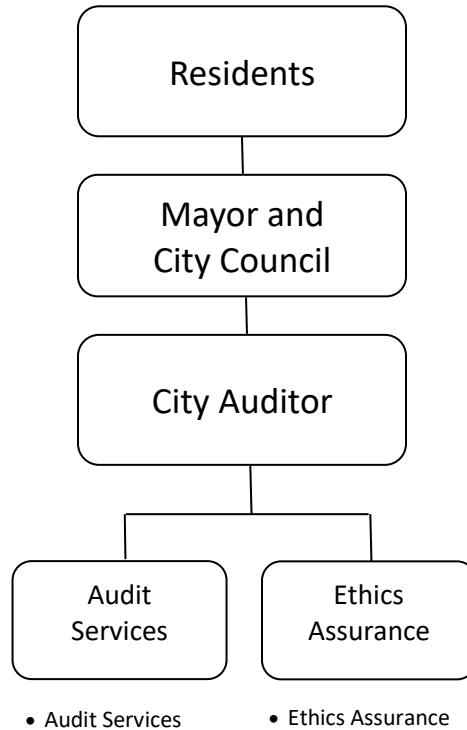 Residents
Mayor and
City Council
City Auditor
Audit
Services
Ethics
Assurance
• Audit Services
• Ethics Assurance